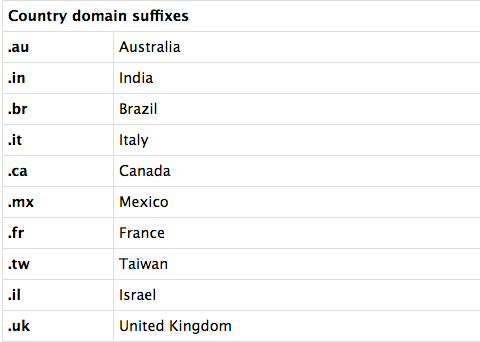 Country domain suffixes
.au Australia
.in India
.br Brazil
.it Italy
.ca Canada
.mx Mexico
.fr France
.tw Taiwan
.il Israel
.uk United Kingdom